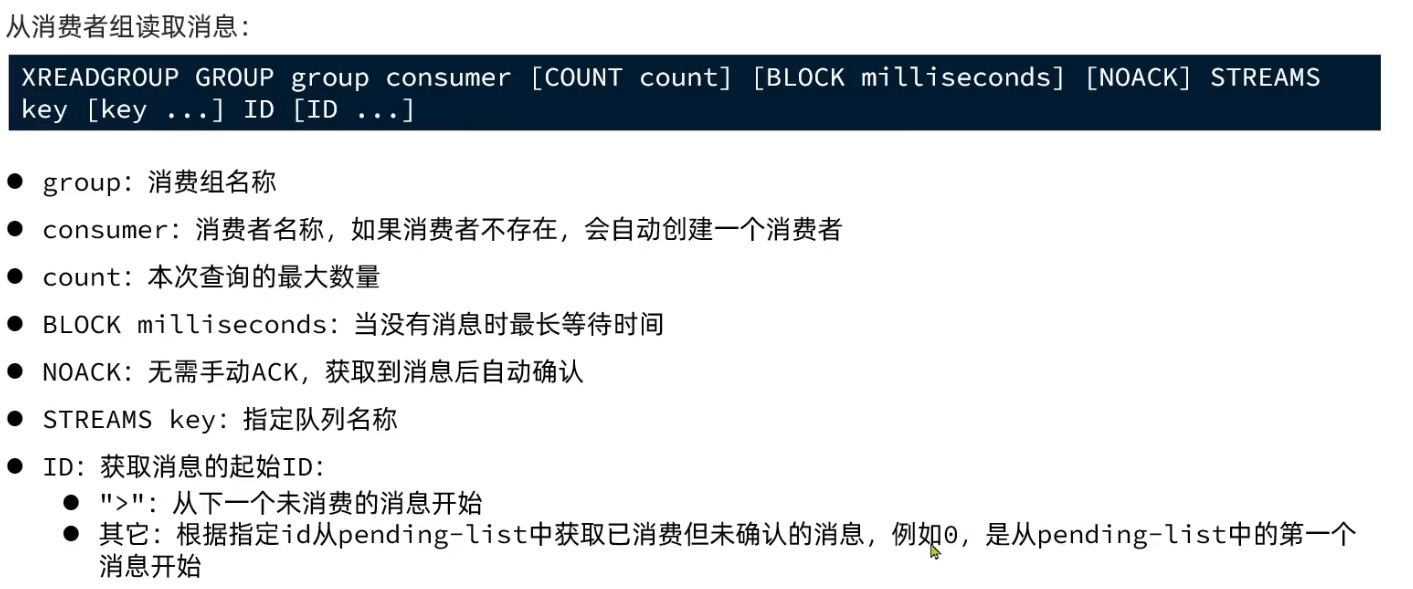 从消费者组读取消息：
XREADGROUP GROUP group consumer [COUNT count] [BLOCK milliseconds] [NOACK] STREAMS
key [key ...] ID [ID ...]
● group：消费组名称
● consumer：消费者名称，如果消费者不存在，会自动创建一个消费者
● count：本次查询的最大数量
● BLOCK milliseconds：当没有消息时最长等待时间
● NOACK：无需手动ACK，获取到消息后自动确认
● STREAMS key：指定队列名称
● ID：获取消息的起始ID：
● ">"：从下一个未消费的消息开始
● 其它：根据指定id从pending-list中获取已消费但未确认的消息，例如0，是从pending-list中的第一个
消息开始